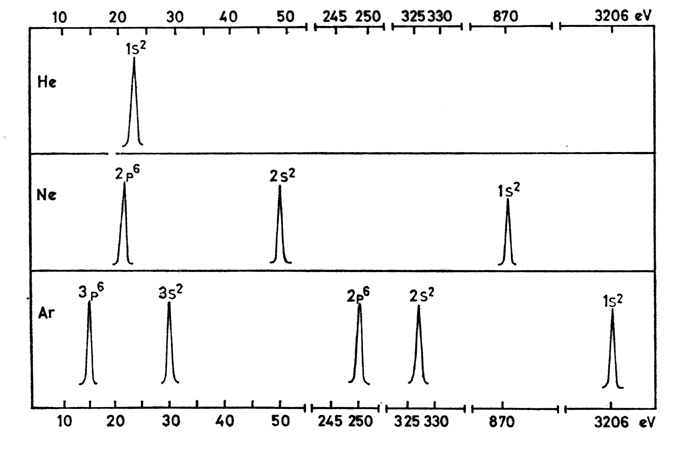 10 20 30 40 50 245 250 325 330 870 3206 eV
1s²
He
2p⁶ 2s² 1s²
Ne
3p⁶ 3s² 2p⁶ 2s² 1s²
Ar
10 20 30 40 50 245 250 325 330 870 3206 eV